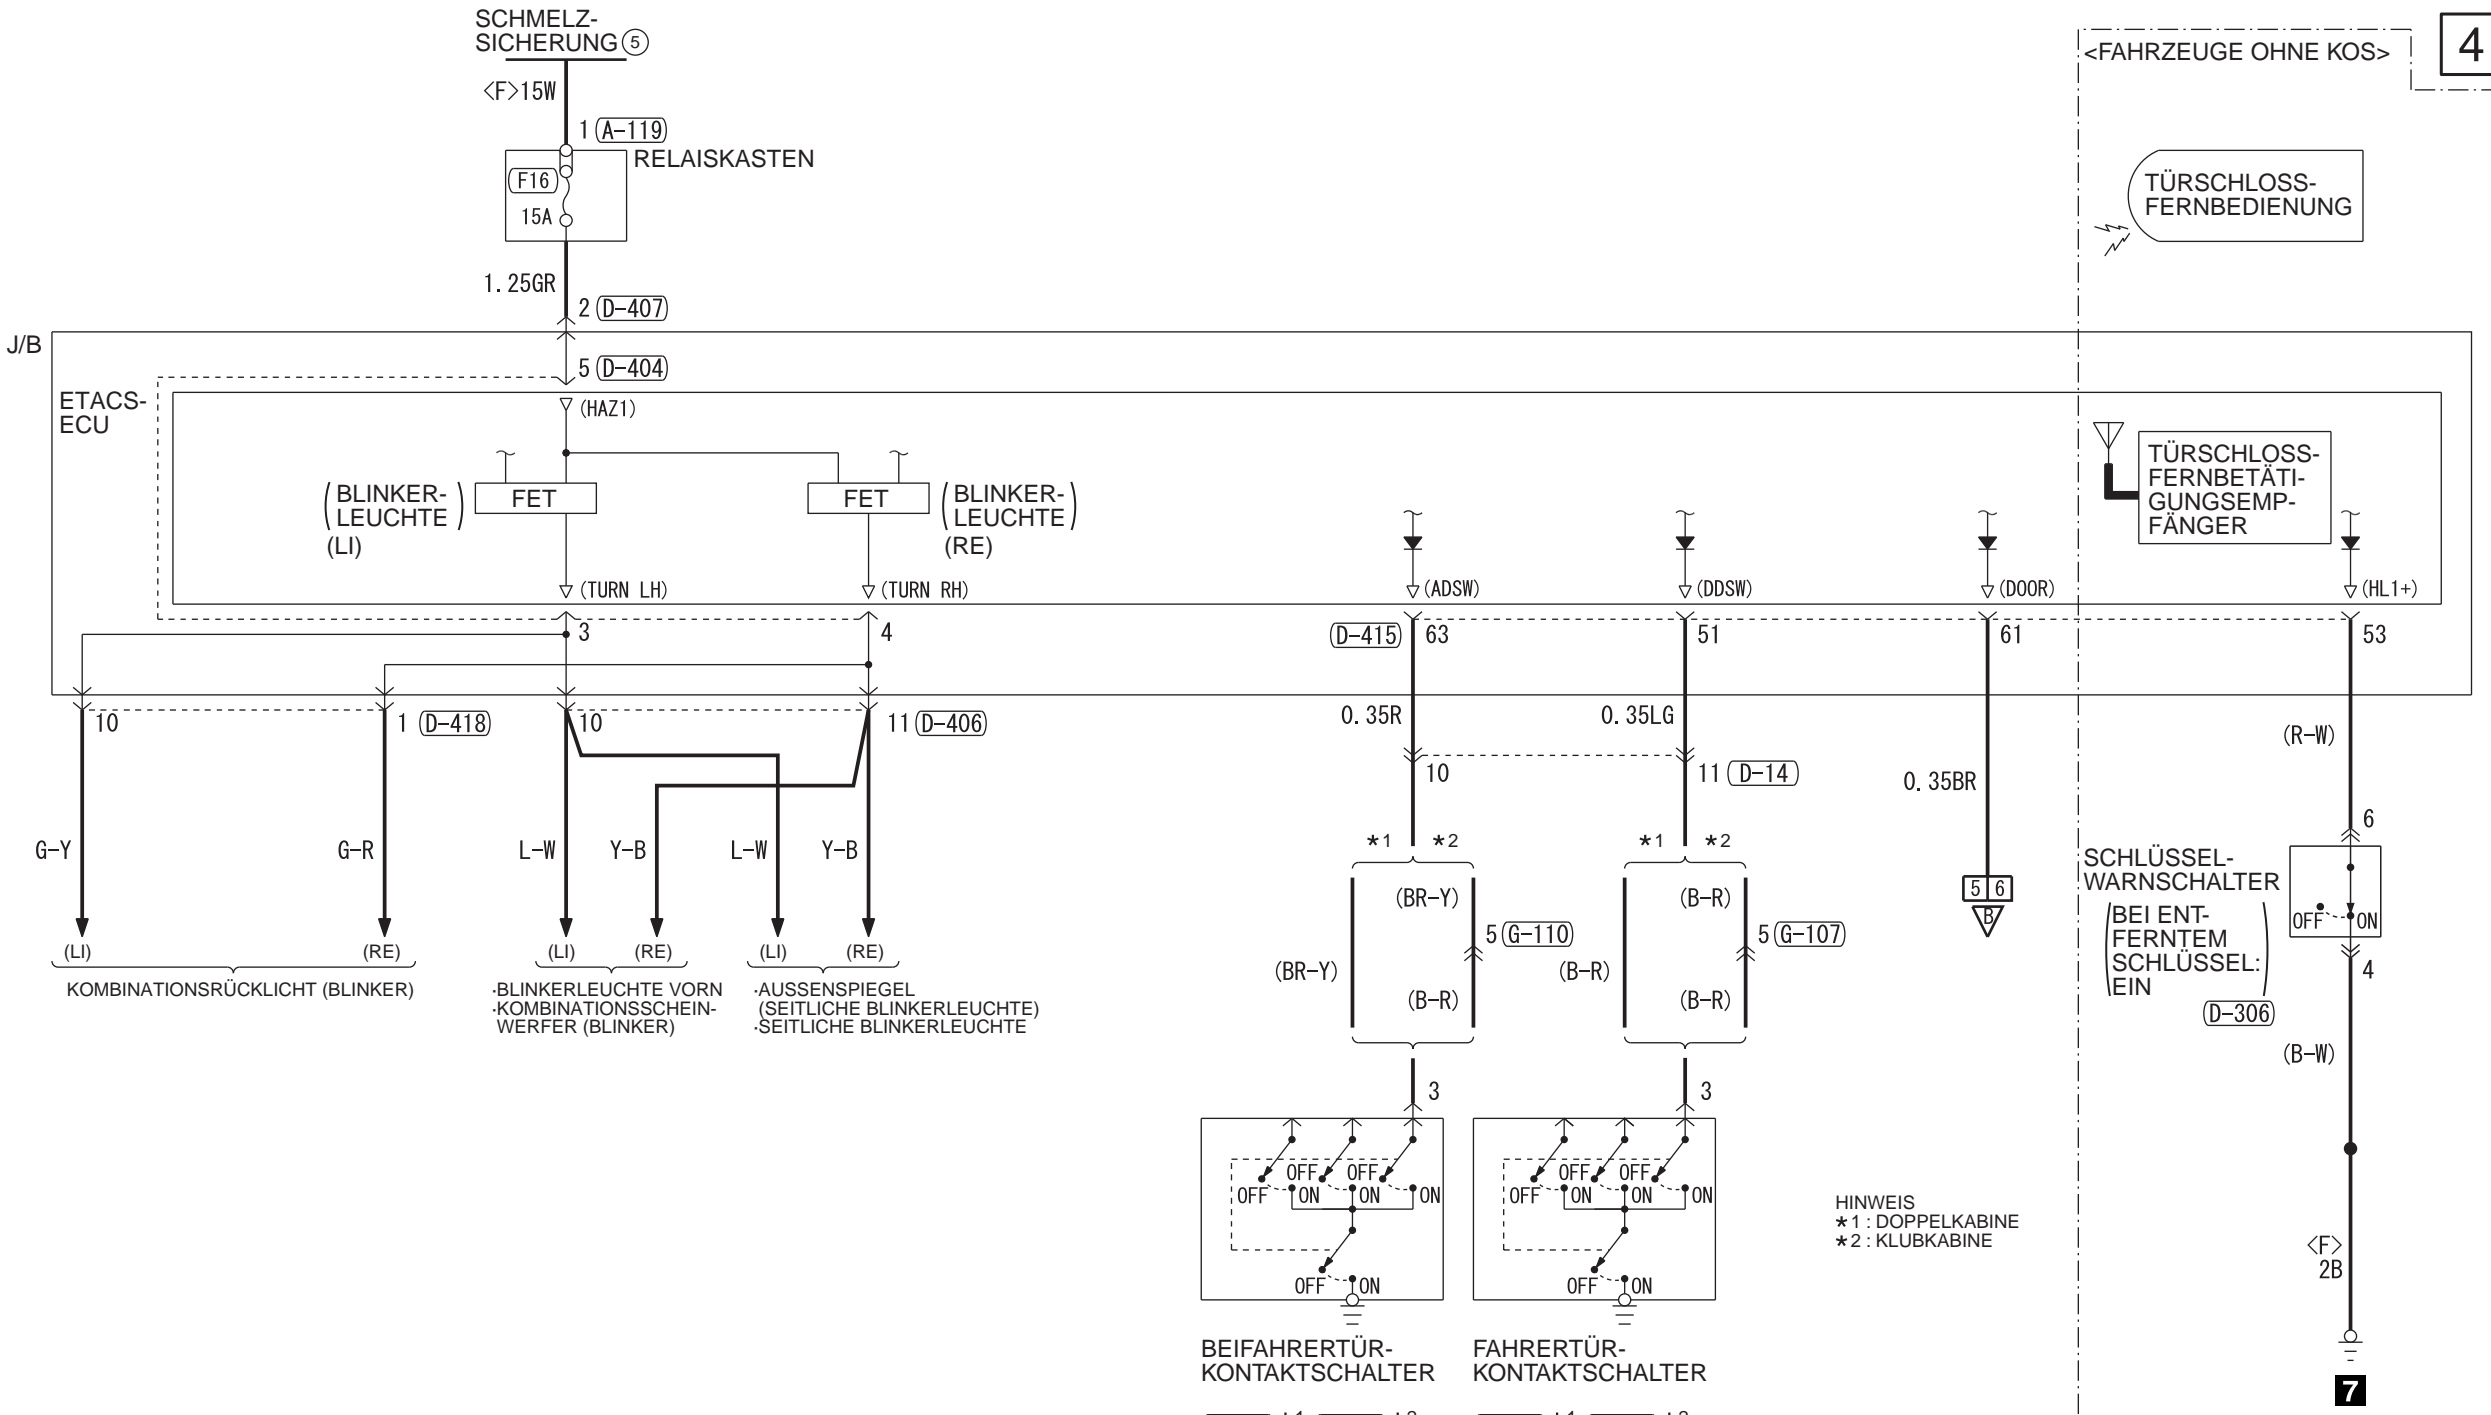 SCHMELZ-
SICHERUNG 5
<FAHRZEUGE OHNE KOS>
4
<F>15W
1 A-119
RELAISKASTEN
F16
15A
TÜRSCHLOSS-
FERNBEDIENUNG
1.25GR
2 D-407
J/B
5 D-404
ETACS-
ECU
(HAZ1)
(BLINKER-
LEUCHTE)
(LI)
FET
FET
(BLINKER-
LEUCHTE)
(RE)
TÜRSCHLOSS-
FERNBETÄTI-
GUNGSEMP-
FÄNGER
(TURN LH)
(TURN RH)
(ADSW)
(DDSW)
(DOOR)
(HL1+)
3
4
D-415 63
51
61
53
10
1 D-418
10
11 D-406
0.35R
0.35LG
(R-W)
10
11 D-14
0.35BR
G-Y
G-R
L-W
Y-B
L-W
Y-B
*1 *2
*1 *2
6
SCHLÜSSEL-
WARNSCHALTER
(BEI ENT-
FERNTEM
SCHLÜSSEL:
EIN)
OFF ON
D-306
4
(BR-Y)
(B-R)
5 6
B
5 G-110
5 G-107
(BR-Y)
(B-R)
(B-R)
(B-R)
(LI)
(RE)
(LI)
(RE)
(LI)
(RE)
KOMBINATIONSRÜCKLICHT (BLINKER)
·BLINKERLEUCHTE VORN
·KOMBINATIONSSCHEIN-
WERFER (BLINKER)
·AUSSENSPIEGEL
(SEITLICHE BLINKERLEUCHTE)
·SEITLICHE BLINKERLEUCHTE
(B-W)
3
3
OFF OFF
OFF ON ON ON
OFF ON
OFF OFF
OFF ON ON ON
OFF ON
HINWEIS
*1 : DOPPELKABINE
*2 : KLUBKABINE
<F>
2B
BEIFAHRERTÜR-
KONTAKTSCHALTER
FAHRERTÜR-
KONTAKTSCHALTER
7